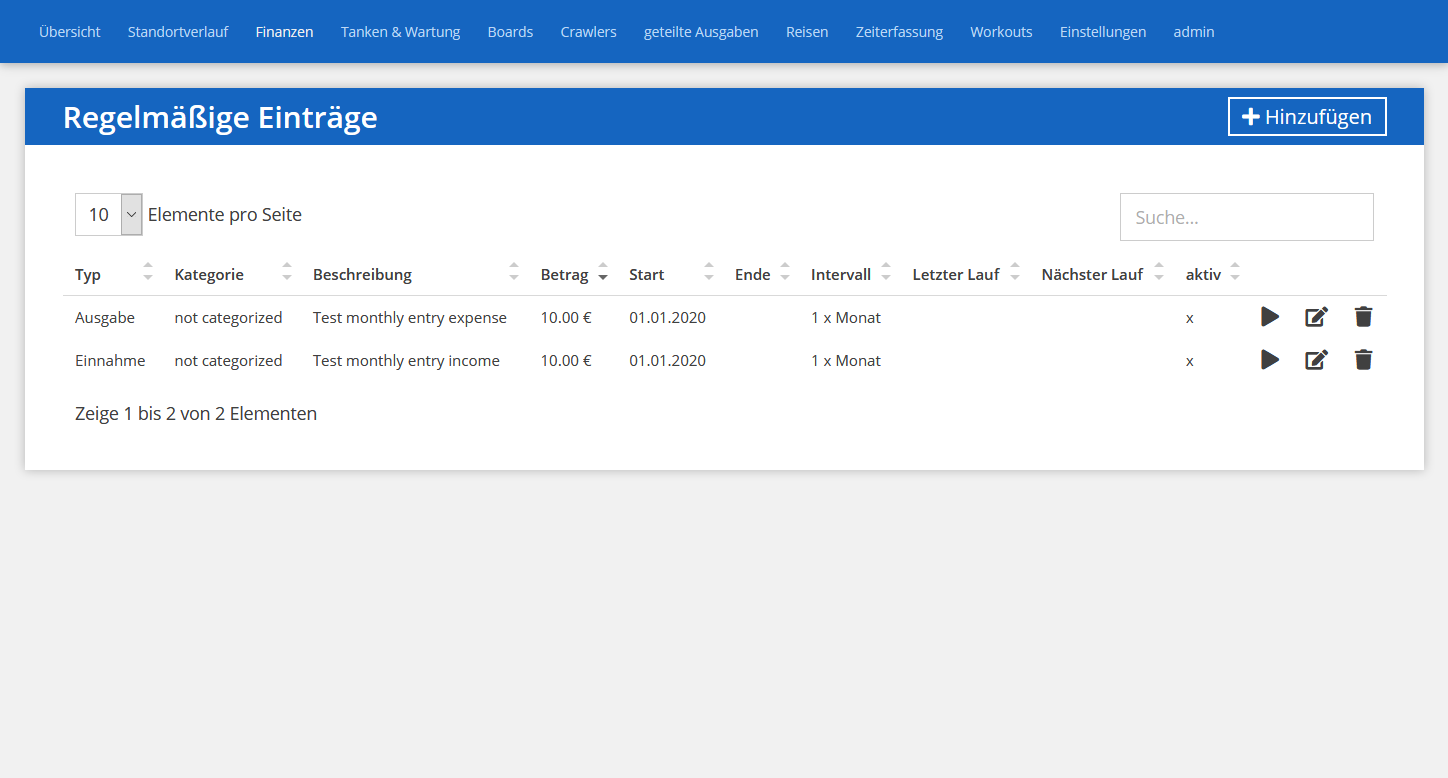 Übersicht Standortverlauf Finanzen Tanken & Wartung Boards Crawlers geteilte Ausgaben Reisen Zeiterfassung Workouts Einstellungen admin
Regelmäßige Einträge Hinzufügen
10 Elemente pro Seite Suche...
Typ Kategorie Beschreibung Betrag Start Ende Intervall Letzter Lauf Nächster Lauf aktiv
Ausgabe not categorized Test monthly entry expense 10.00 € 01.01.2020 1 x Monat x
Einnahme not categorized Test monthly entry income 10.00 € 01.01.2020 1 x Monat x
Zeige 1 bis 2 von 2 Elementen